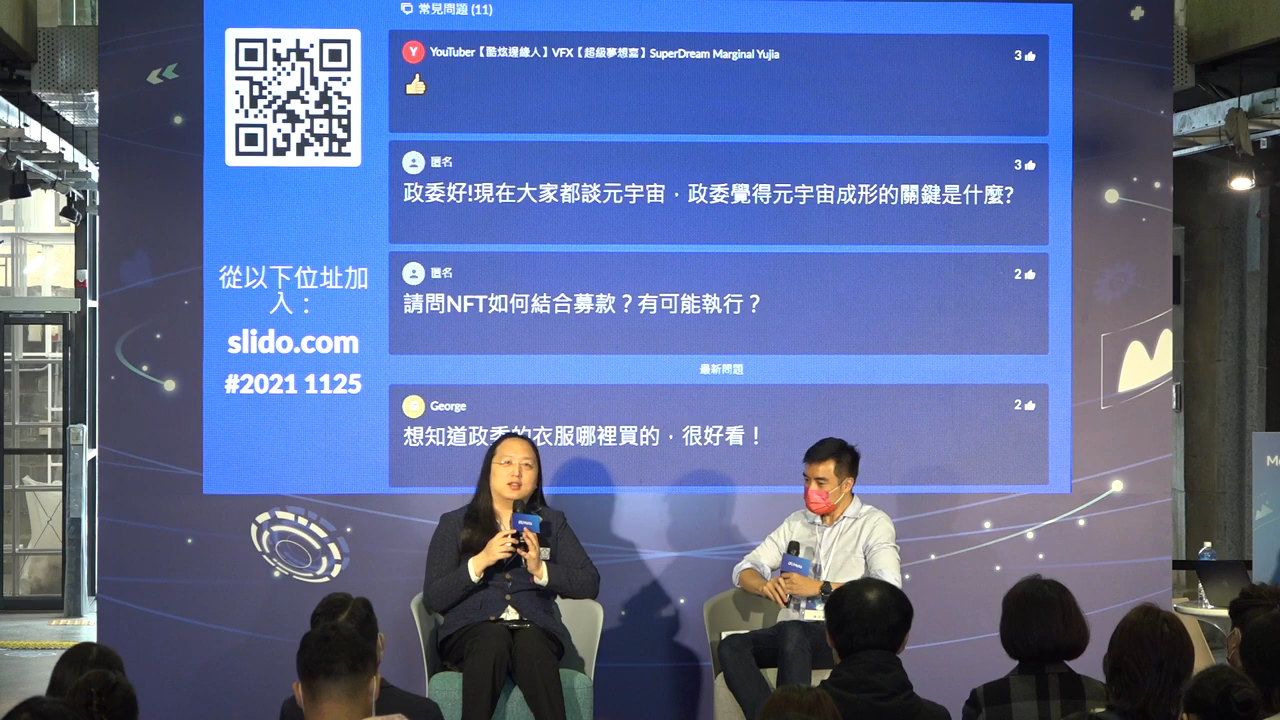 常見問題 (11)
Y
YouTuber【酷炫邊緣人】VFX【超級夢想窩】SuperDream Marginal Yujia
3
匿名
3
政委好!現在大家都談元宇宙，政委覺得元宇宙成形的關鍵是什麼?
匿名
2
請問NFT如何結合募款？有可能執行？
最新問題
George
2
想知道政委的衣服哪裡買的，很好看！
從以下位址加
入：
slido.com
#2021 1125